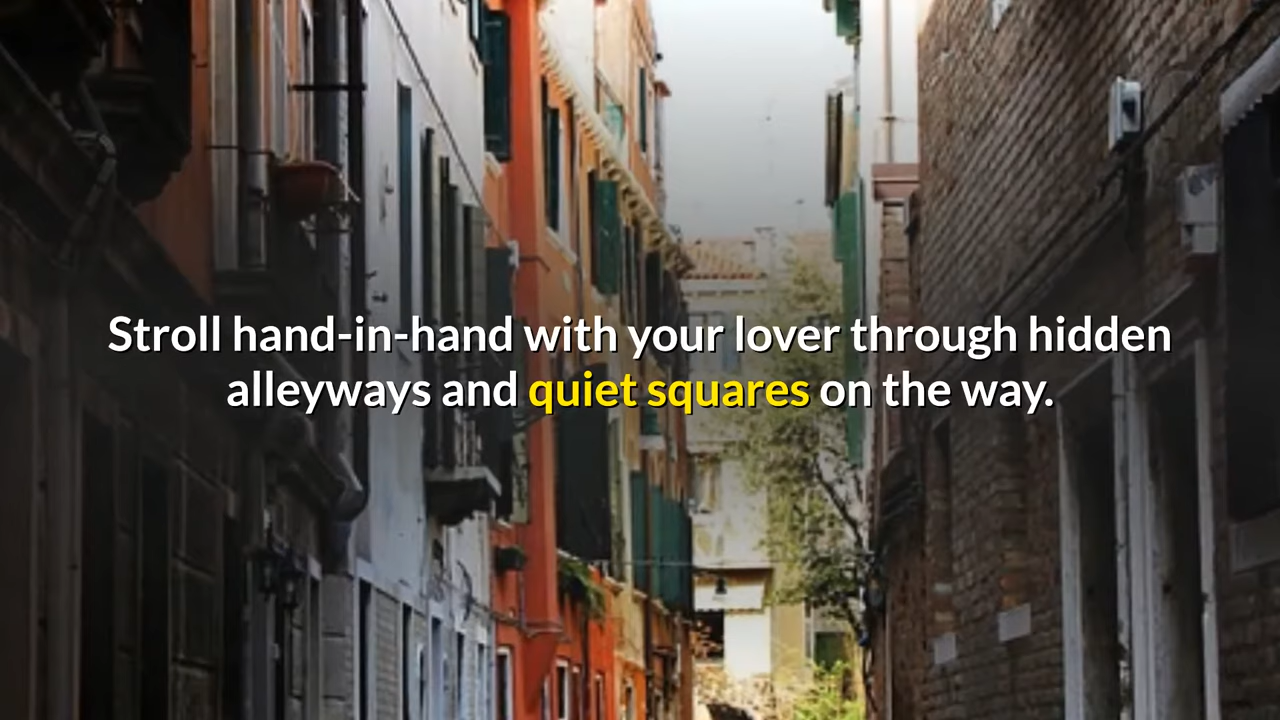 Stroll hand-in-hand with your lover through hidden
alleyways and quiet squares on the way.